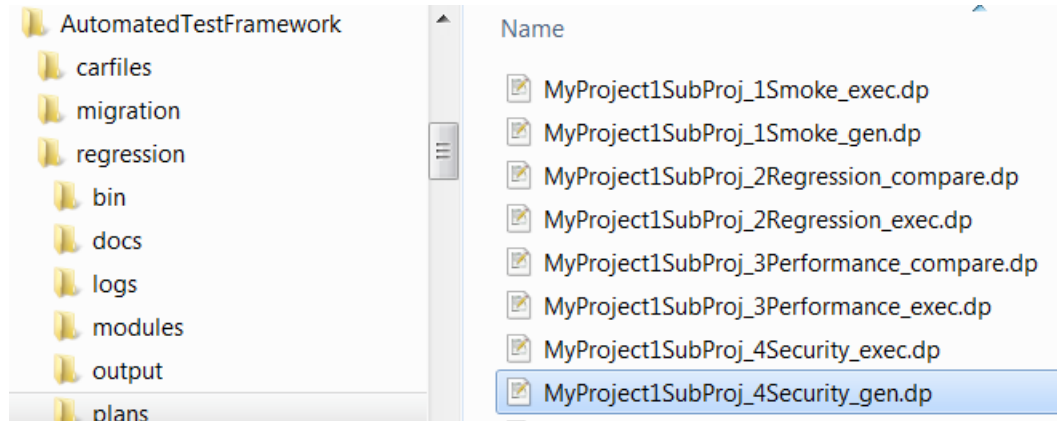 AutomatedTestFramework
carfiles
migration
regression
bin
docs
logs
modules
output
plans
Name
MyProject1SubProj_1Smoke_exec.dp
MyProject1SubProj_1Smoke_gen.dp
MyProject1SubProj_2Regression_compare.dp
MyProject1SubProj_2Regression_exec.dp
MyProject1SubProj_3Performance_compare.dp
MyProject1SubProj_3Performance_exec.dp
MyProject1SubProj_4Security_exec.dp
MyProject1SubProj_4Security_gen.dp